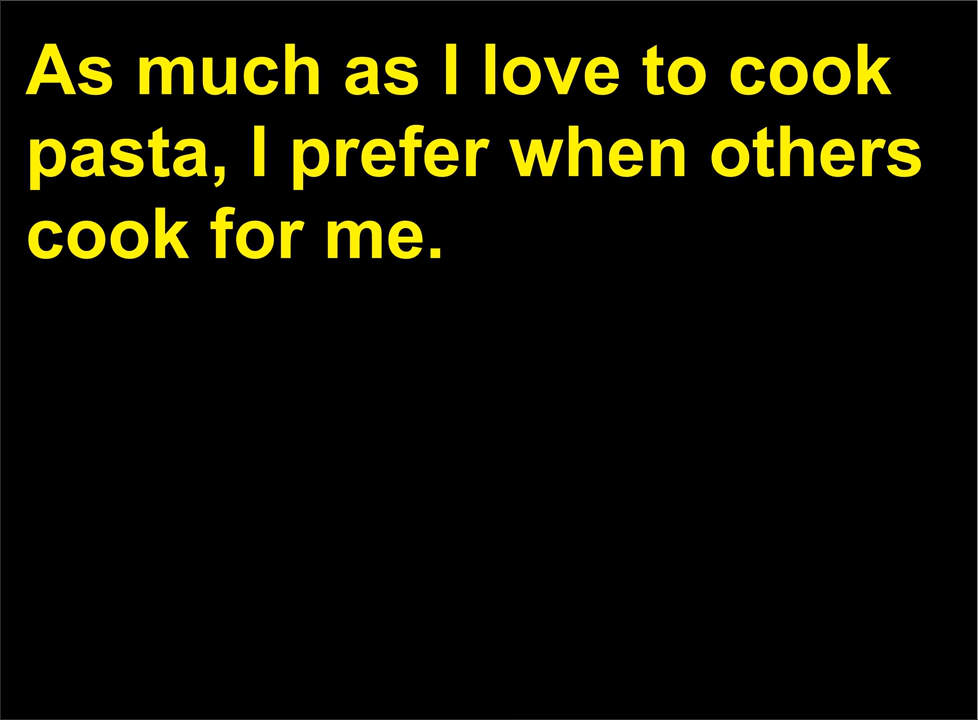 As much as I love to cook
pasta, I prefer when others
cook for me.